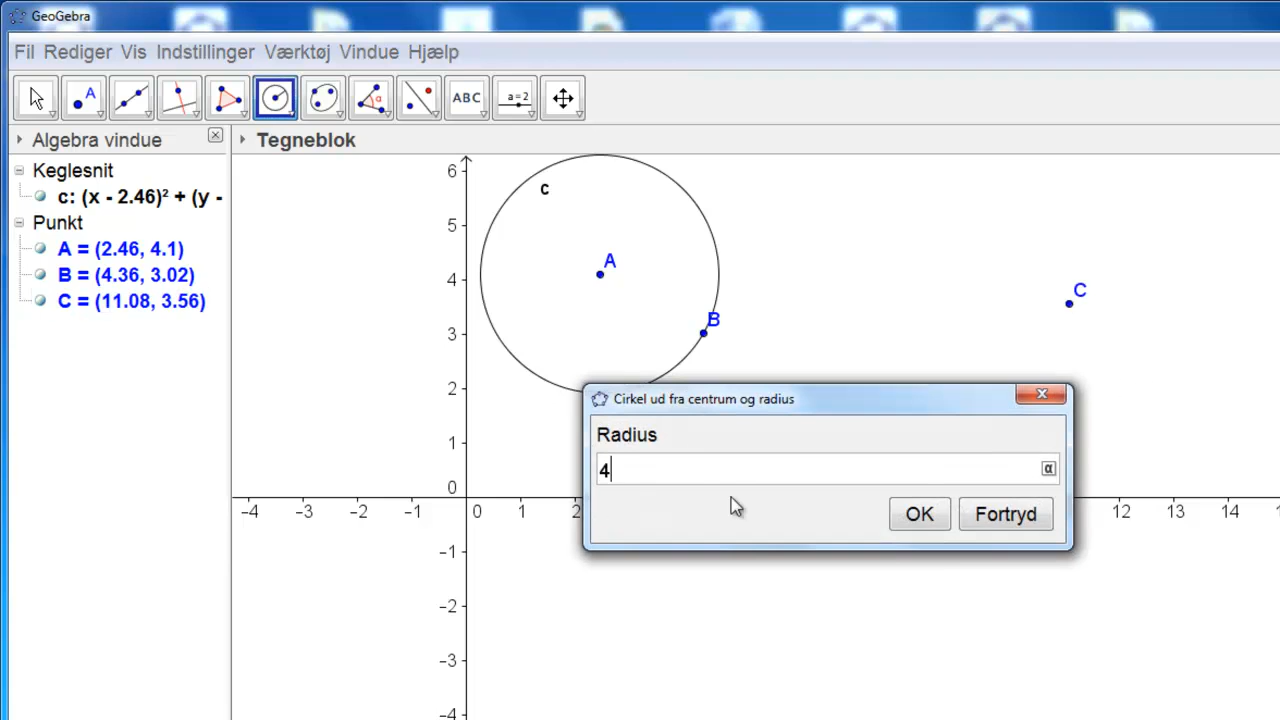 GeoGebra
Fil Rediger Vis Indstillinger Værktøj Vindue Hjælp
A
α
ABC
a=2
Algebra vindue
Tegneblok
Keglesnit
c: (x - 2.46)² + (y -
Punkt
A = (2.46, 4.1)
B = (4.36, 3.02)
C = (11.08, 3.56)
6
5
4
3
2
1
0
-1
-2
-3
-4
-4 -3 -2 -1 0 1 2 12 13 14
c
A
B
C
Cirkel ud fra centrum og radius
Radius
4
α
OK Fortryd